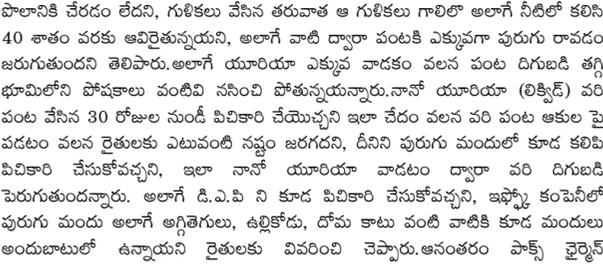 పొలానికి చేరడం లేదని, గుళికలు వేసిన తరువాత ఆ గుళికలు గాలిలొ అలాగే నీటిలో కలిసి
40 శాతం వరకు ఆవిరైతున్నయని, అలాగే వాటి ద్వారా పంటకి ఎక్కువగా పురుగు రావడం
జరుగుతుందని తెలిపారు.అలాగే యూరియా ఎక్కువ వాడకం వలన పంట దిగుబడి తగ్గి
భూమిలోని పోషకాలు వంటివి నసించి పోతున్నయన్నారు.నానో యూరియా (లిక్విడ్) వరి
పంట వేసిన 30 రోజుల నుండీ పిచికారి చేయొచ్చని ఇలా చేదం వలన వరి పంట ఆకుల పై
పడటం వలన రైతులకు ఎటువంటి నష్టం జరగదని, దీనిని పురుగు మందులో కూడ కలిపి
పిచికారి చేసుకోవచ్చని, ఇలా నానో యూరియా వాడటం ద్వారా వరి దిగుబడి
పెరుగుతుందన్నారు. అలాగే డి.ఎ.పి ని కూడ పిచికారి చేసుకోవచ్చని, ఇఫ్ఫ్కో కంపెనీలో
పురుగు మందు అలాగే అగ్గితెగులు, ఉల్లికోడు, దోమ కాటు వంటి వాటికి కూడ మందులు
అందుబాటులో ఉన్నాయని రైతులకు వివరించి చెప్పారు.ఆనంతరం పాక్స్ ఛైర్మెన్